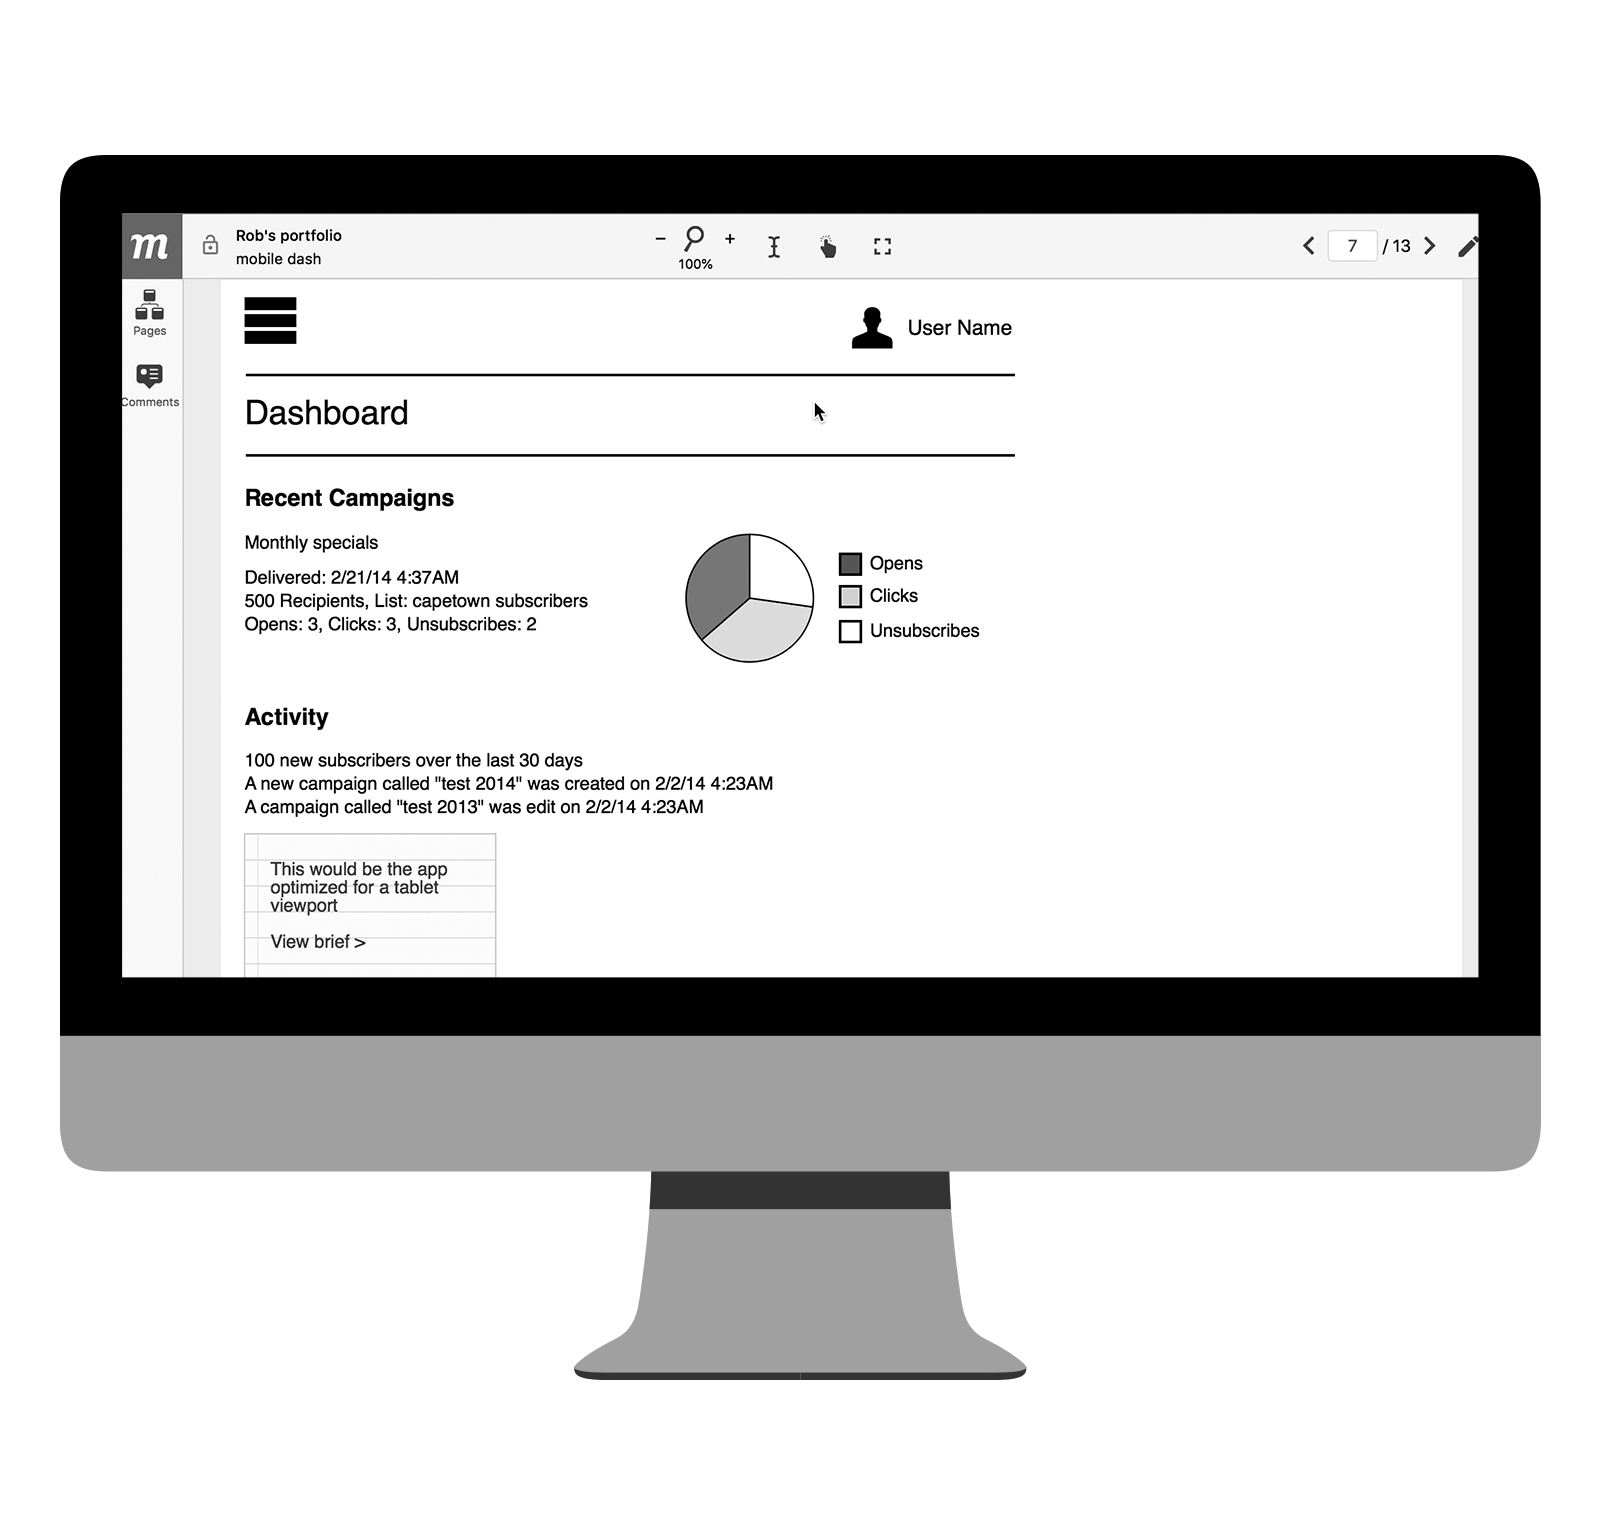 m
Rob's portfolio
mobile dash
− + 
100%
7 / 13
Pages
Comments
User Name
Dashboard
Recent Campaigns
Monthly specials
Delivered: 2/21/14 4:37AM
500 Recipients, List: capetown subscribers
Opens: 3, Clicks: 3, Unsubscribes: 2
Opens
Clicks
Unsubscribes
Activity
100 new subscribers over the last 30 days
A new campaign called "test 2014" was created on 2/2/14 4:23AM
A campaign called "test 2013" was edit on 2/2/14 4:23AM
This would be the app
optimized for a tablet
viewport
View brief >